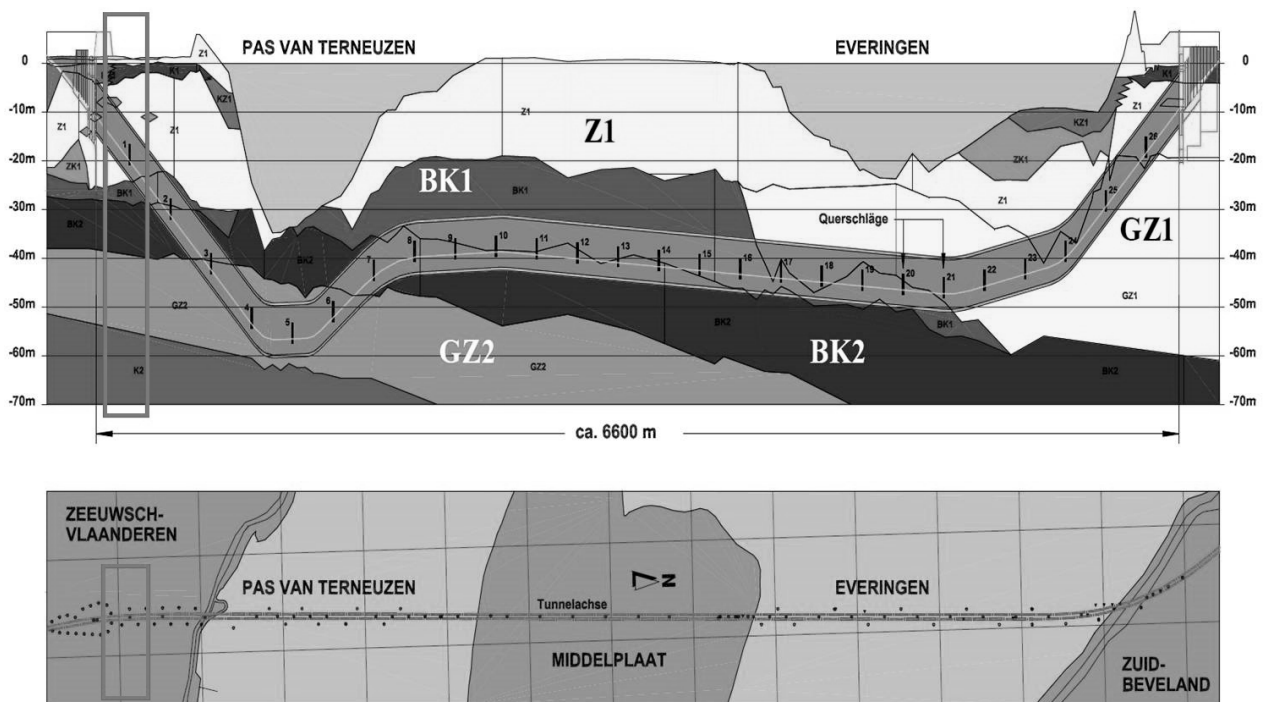 PAS VAN TERNEUZEN
EVERINGEN
0
-10m
-20m
-30m
-40m
-50m
-60m
-70m
0
-10m
-20m
-30m
-40m
-50m
-60m
-70m
Z1
K1
KZ1
Z1
Z1
ZK1
BK1
BK2
GZ2
K2
BK2
Z1
Z1
BK1
BK1
GZ2
GZ2
BK2
BK2
Querschläge
Z1
ZK1
KZ1
Z1
K1
GZ1
GZ1
BK1
BK2
1
2
3
4
5
6
7
8
9
10
11
12
13
14
15
16
17
18
19
20
21
22
23
24
25
26
ca. 6600 m
ZEEUWSCH-
VLAANDEREN
PAS VAN TERNEUZEN
EVERINGEN
N
Tunnelachse
MIDDELPLAAT
ZUID-
BEVELAND